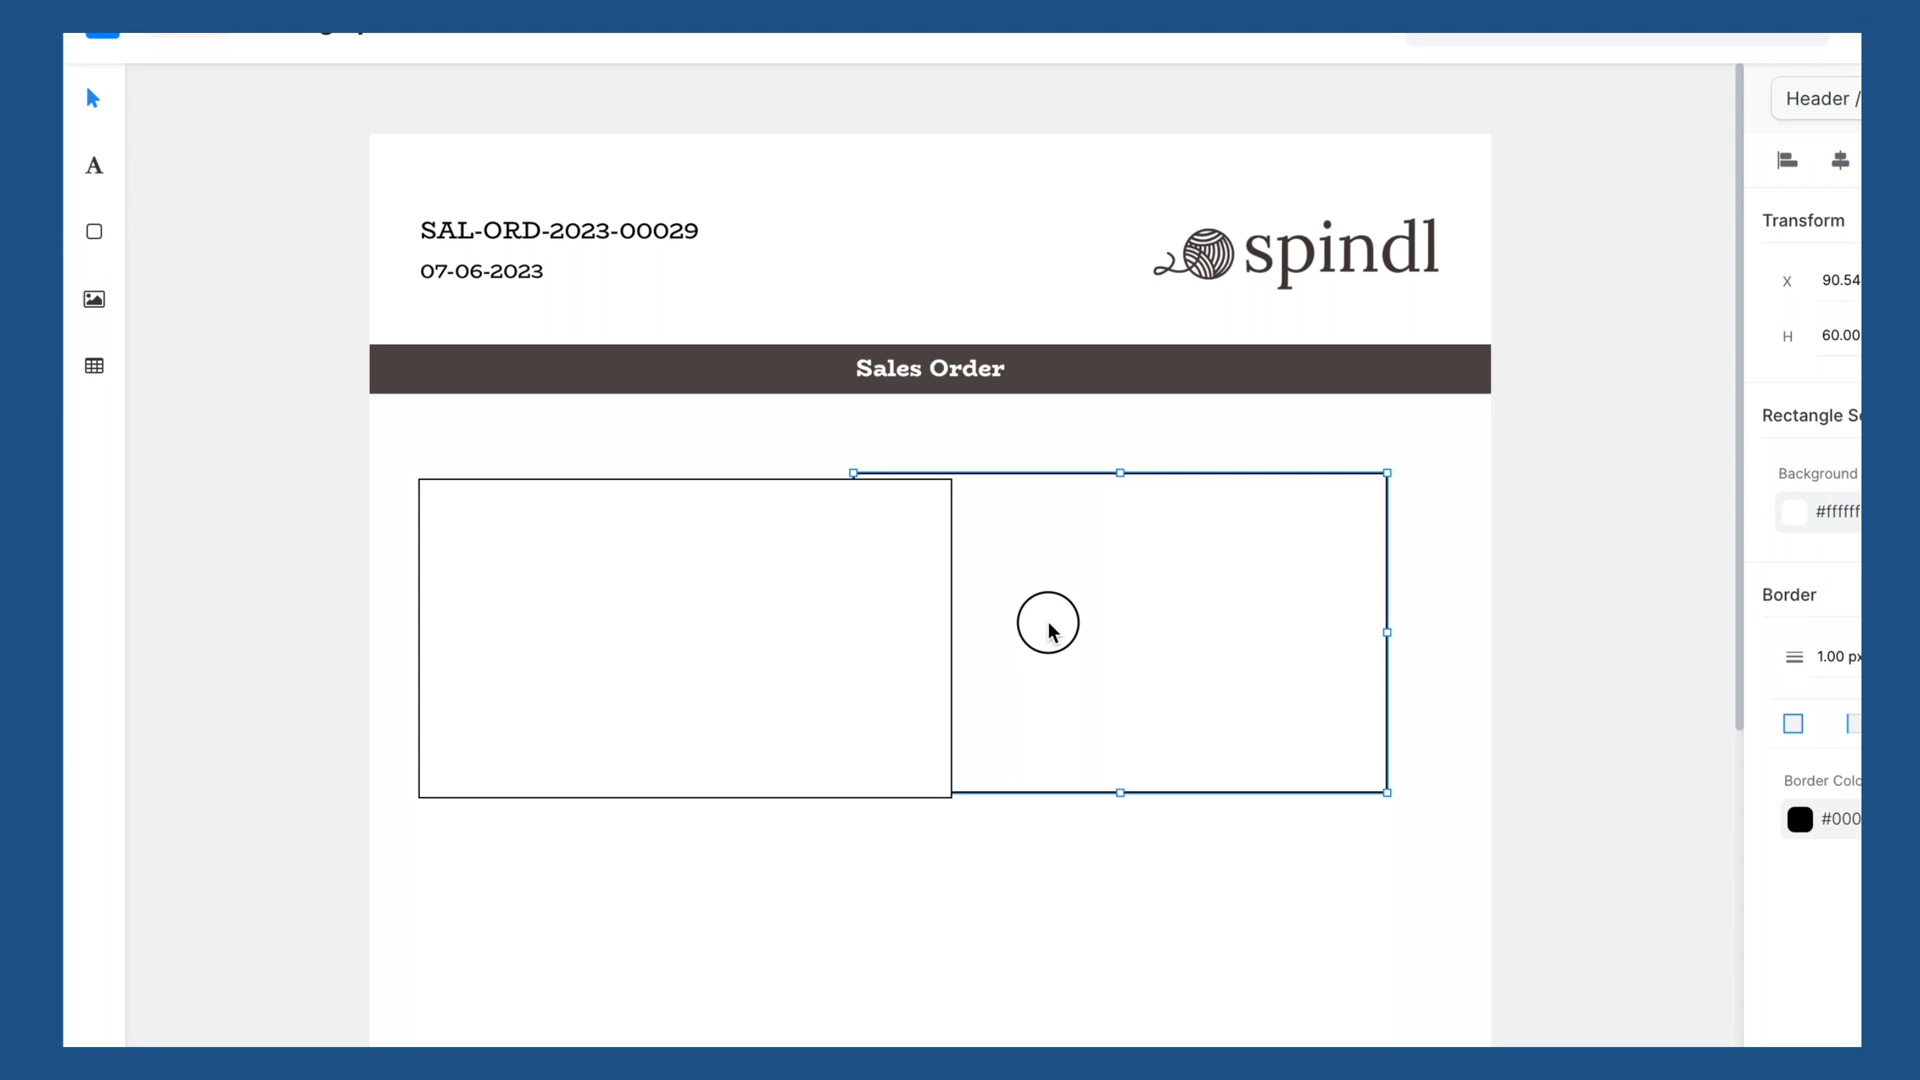 A
SAL-ORD-2023-00029
07-06-2023
spindl
Sales Order
Header /
Transform
X 90.54
H 60.00
Rectangle
Background
#ffffff
Border
1.00 px
Border
#000